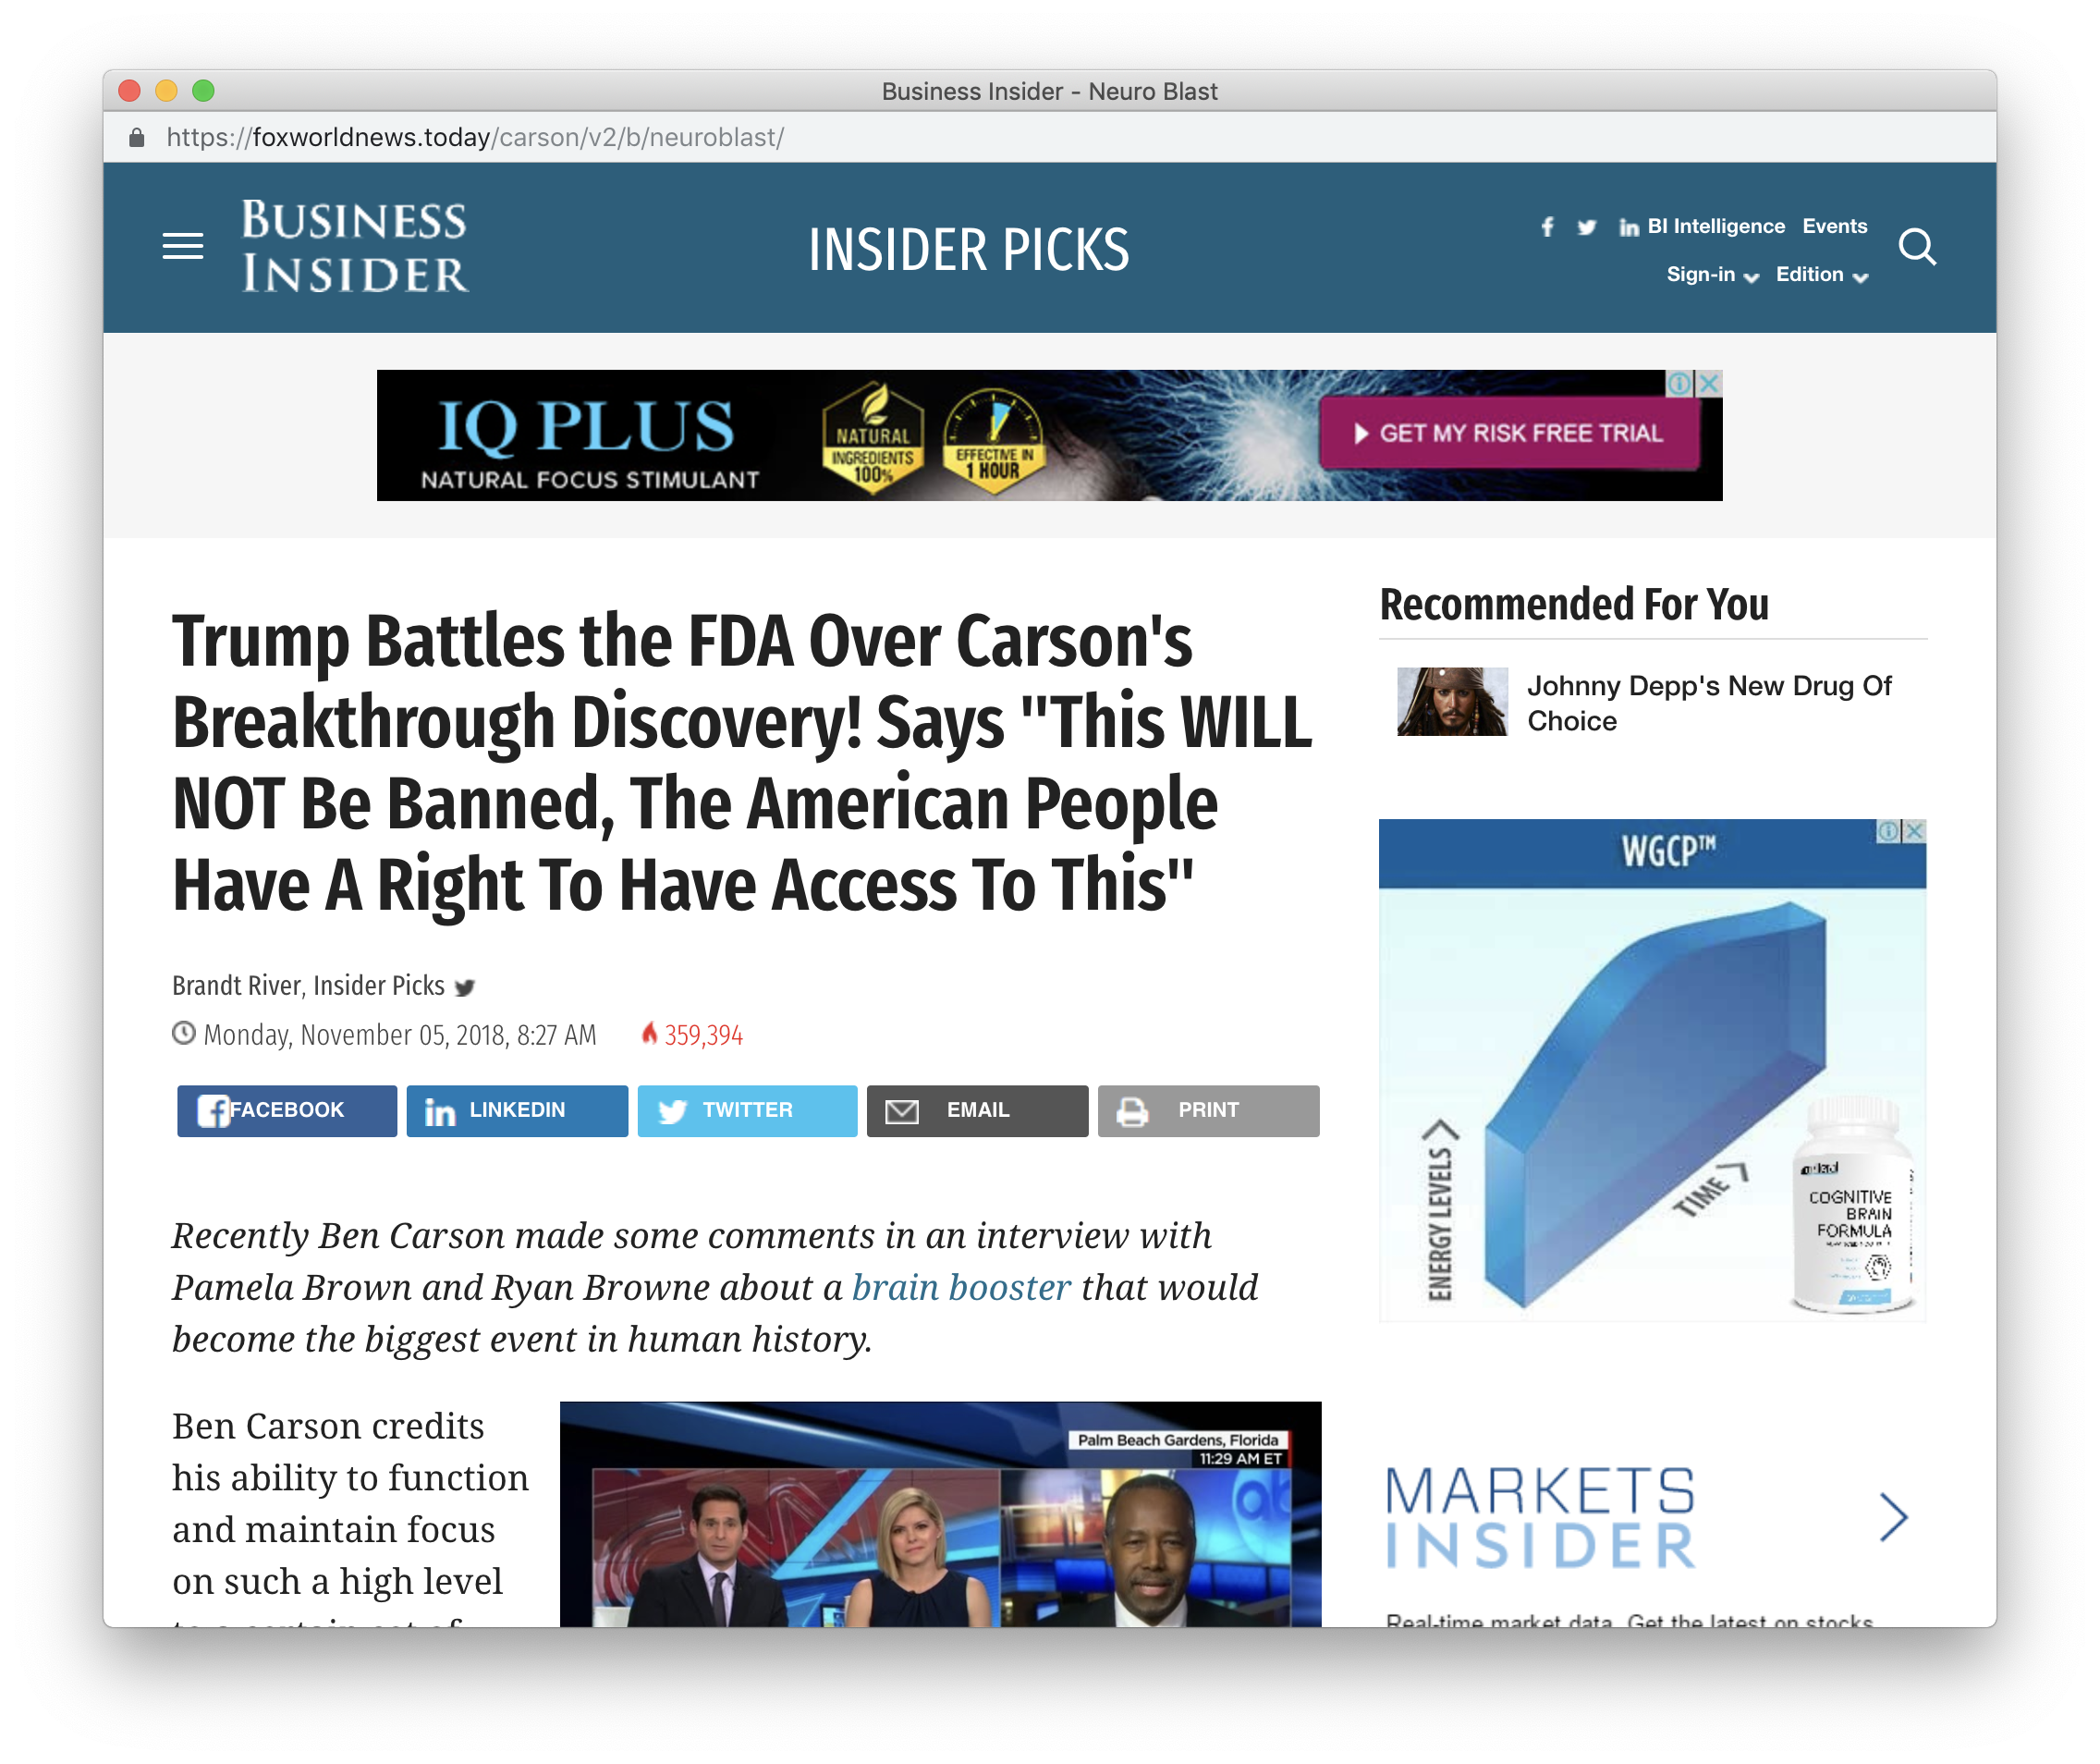 Business Insider - Neuro Blast
https://foxworldnews.today/carson/v2/b/neuroblast/
BUSINESS
INSIDER
INSIDER PICKS
BI Intelligence Events
Sign-in Edition
IQ PLUS
NATURAL FOCUS STIMULANT
NATURAL
INGREDIENTS
100%
EFFECTIVE IN
1 HOUR
GET MY RISK FREE TRIAL
Trump Battles the FDA Over Carson's
Breakthrough Discovery! Says "This WILL
NOT Be Banned, The American People
Have A Right To Have Access To This"
Brandt River, Insider Picks
Monday, November 05, 2018, 8:27 AM 359,394
FACEBOOK
LINKEDIN
TWITTER
EMAIL
PRINT
Recently Ben Carson made some comments in an interview with
Pamela Brown and Ryan Browne about a brain booster that would
become the biggest event in human history.
Ben Carson credits
his ability to function
and maintain focus
on such a high level
Palm Beach Gardens, Florida
11:29 AM ET
CNN
Recommended For You
Johnny Depp's New Drug Of
Choice
WGCP™
ENERGY LEVELS
TIME
COGNITIVE
BRAIN
FORMULA
MARKETS
INSIDER
Real-time market data. Get the latest on stocks